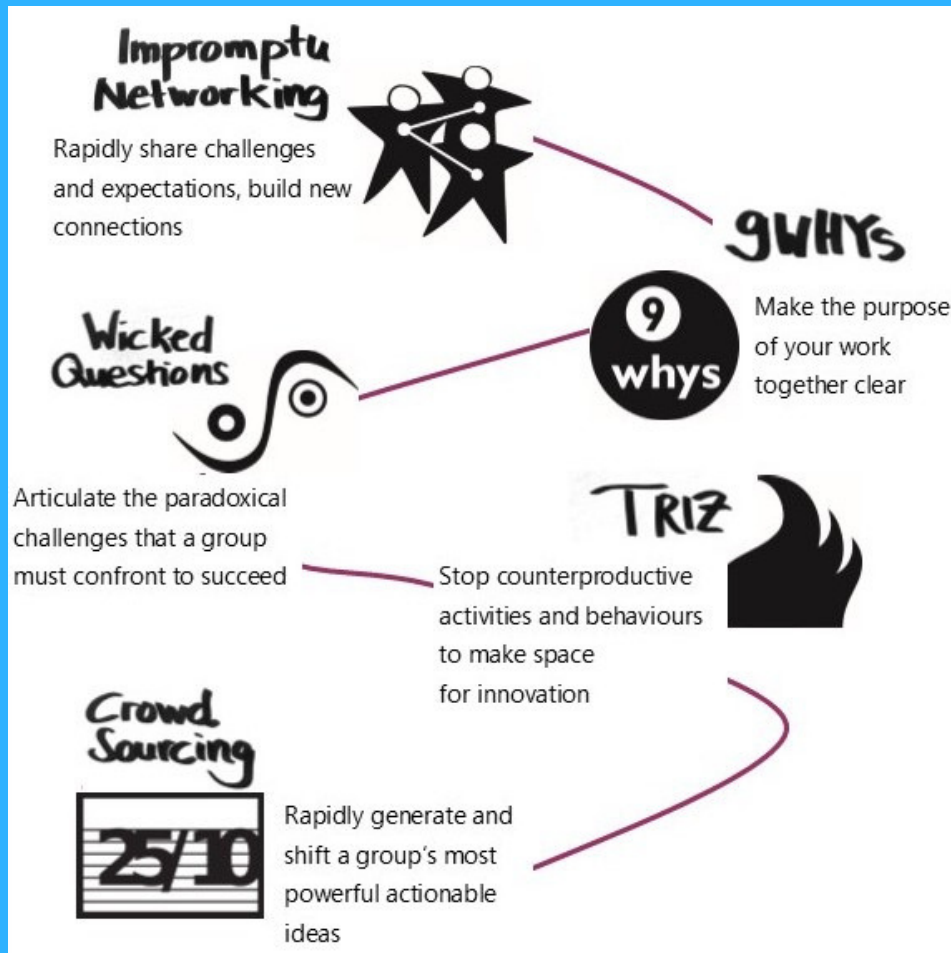 Impromptu
Networking
Rapidly share challenges
and expectations, build new
connections
9WHYs
9
whys
Make the purpose
of your work
together clear
Wicked
Questions
Articulate the paradoxical
challenges that a group
must confront to succeed
TRIZ
Stop counterproductive
activities and behaviours
to make space
for innovation
Crowd
Sourcing
25/10
Rapidly generate and
shift a group's most
powerful actionable
ideas